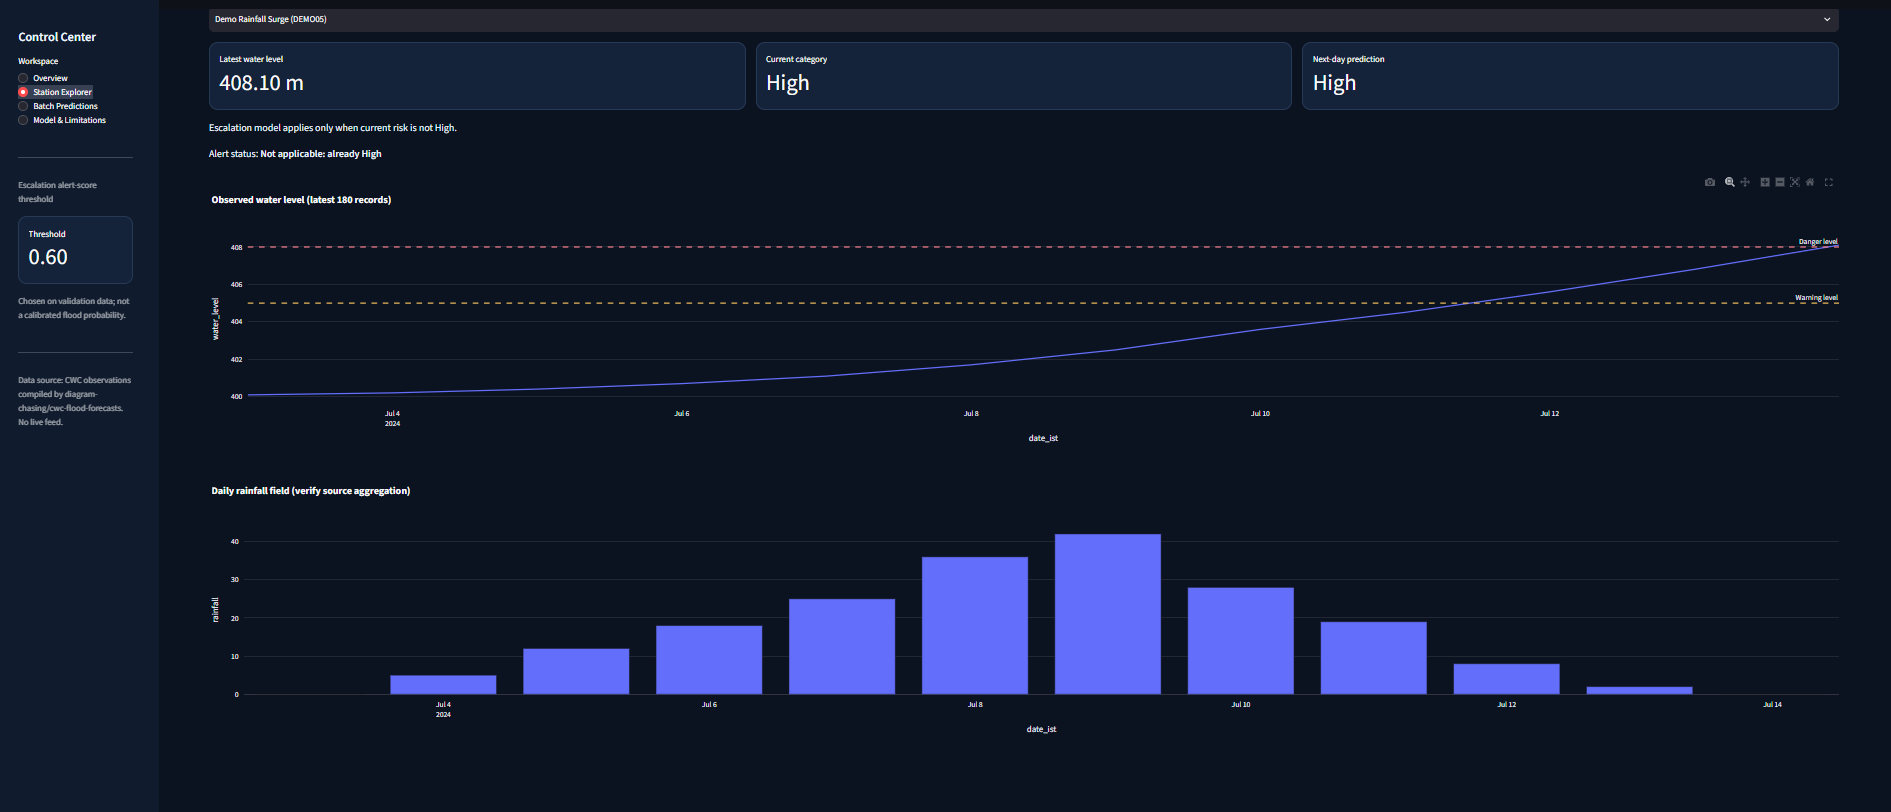 Control Center
Workspace
Overview
Station Explorer
Batch Predictions
Model & Limitations
Escalation alert-score
threshold
Threshold
0.60
Chosen on validation data; not
a calibrated flood probability.
Data source: CWC observations
compiled by diagram-
chasing/cwc-flood-forecasts.
No live feed.
Demo Rainfall Surge (DEMO05)
Latest water level
408.10 m
Current category
High
Next-day prediction
High
Escalation model applies only when current risk is not High.
Alert status: Not applicable: already High
Observed water level (latest 180 records)
408
406
404
402
400
water_level
Danger level
Warning level
Jul 4
2024
Jul 6
Jul 8
Jul 10
Jul 12
date_ist
Daily rainfall field (verify source aggregation)
40
30
20
10
0
rainfall
Jul 4
2024
Jul 6
Jul 8
Jul 10
Jul 12
Jul 14
date_ist